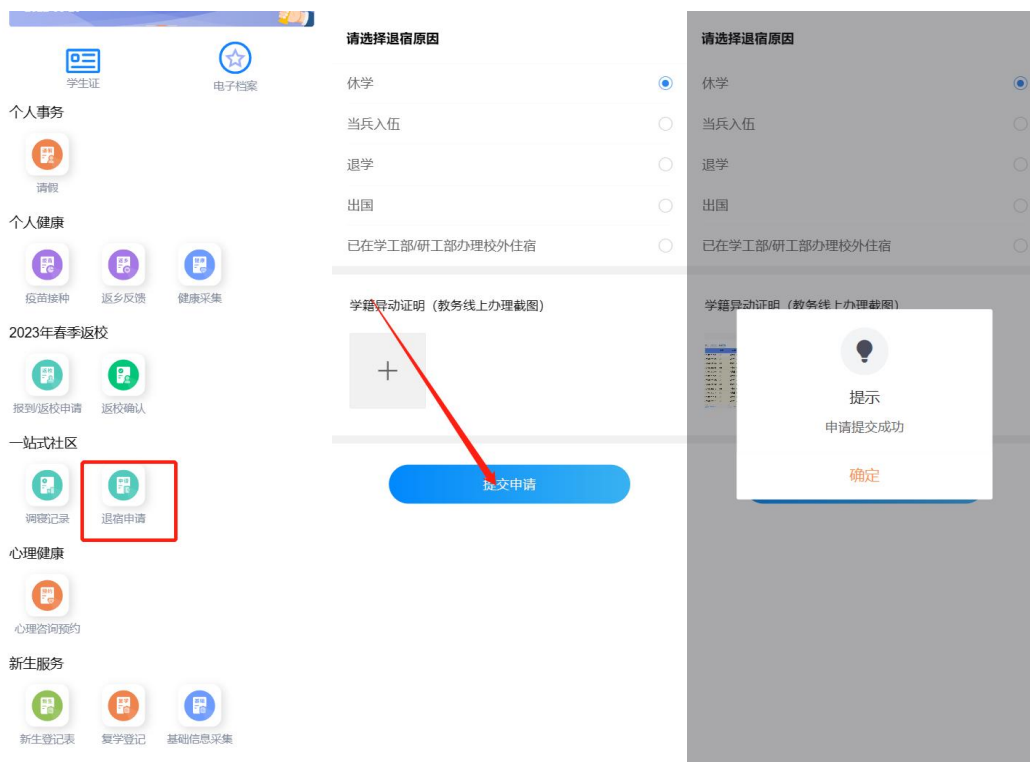 学生证
电子档案
个人事务
请假
个人健康
疫苗接种
返乡反馈
健康采集
2023年春季返校
报到/返校申请
返校确认
一站式社区
调寝记录
退宿申请
心理健康
心理咨询预约
新生服务
新生登记表
复学登记
基础信息采集
请选择退宿原因
休学
当兵入伍
退学
出国
已在学工部/研工部办理校外住宿
学籍异动证明（教务线上办理截图）
提交申请
请选择退宿原因
休学
当兵入伍
退学
出国
已在学工部/研工部办理校外住宿
学籍异动证明（教务线上办理截图）
提示
申请提交成功
确定